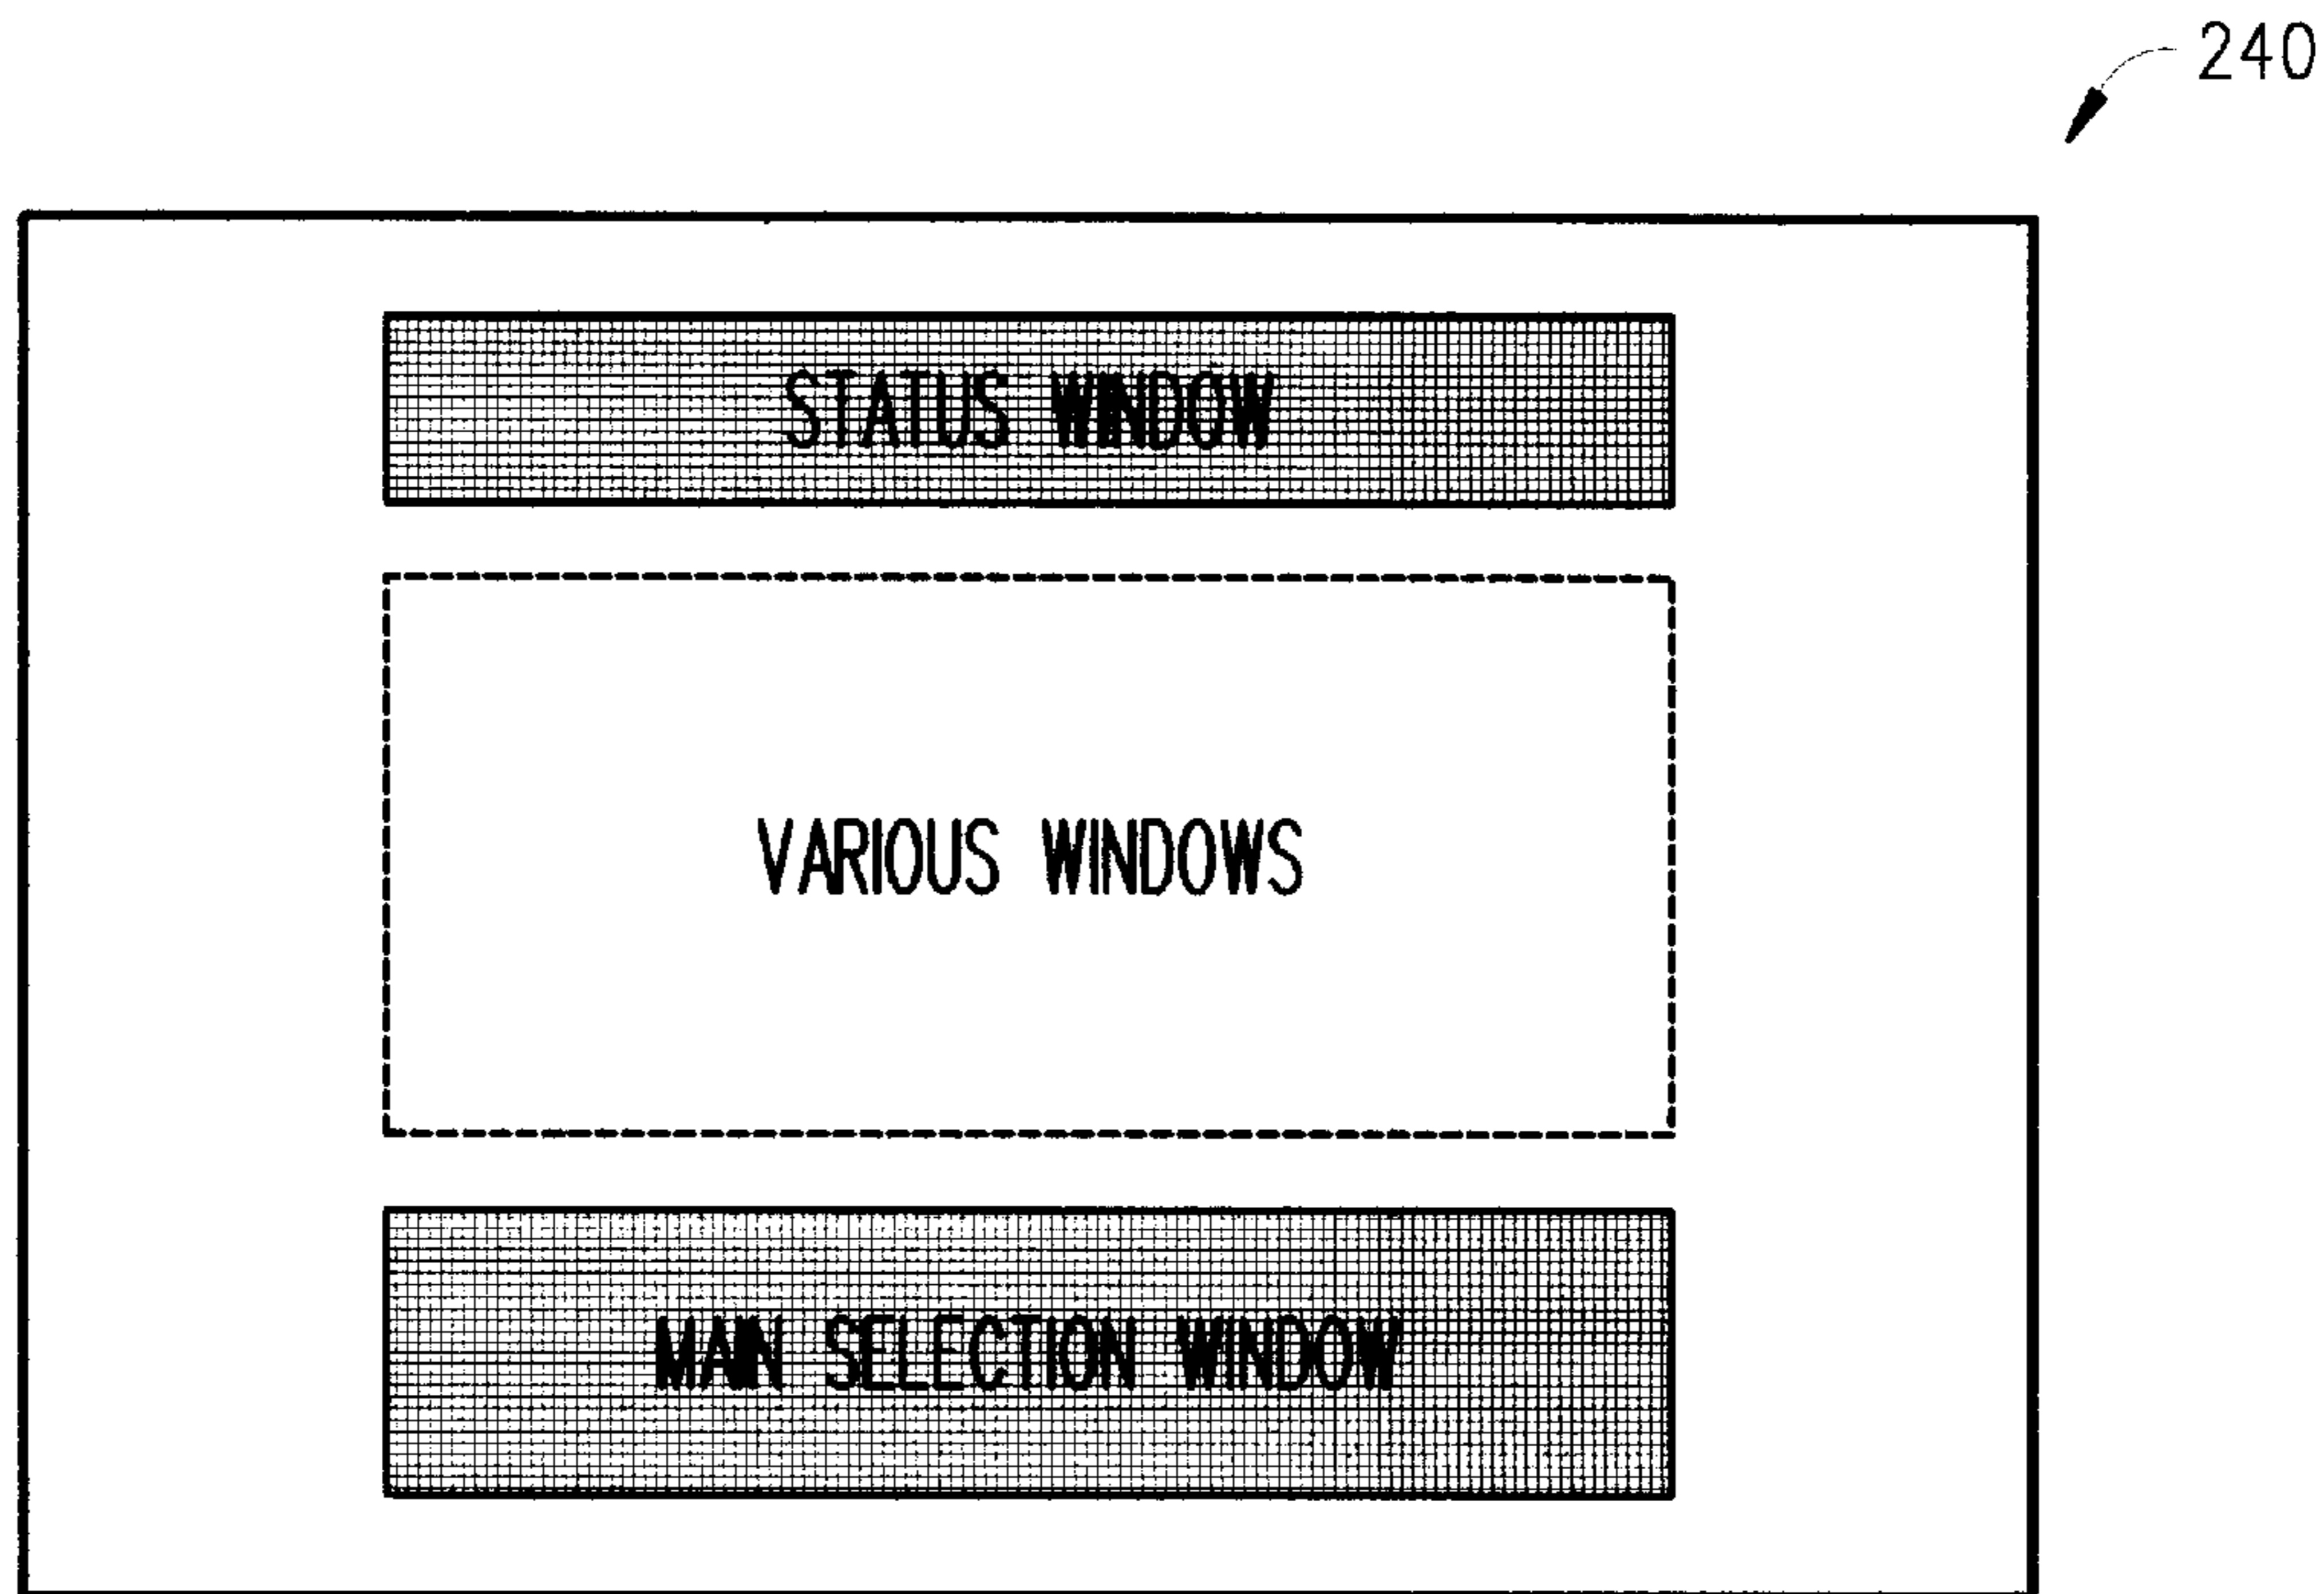 240
STATUS WINDOW
VARIOUS WINDOWS
MAIN SELECTION WINDOW